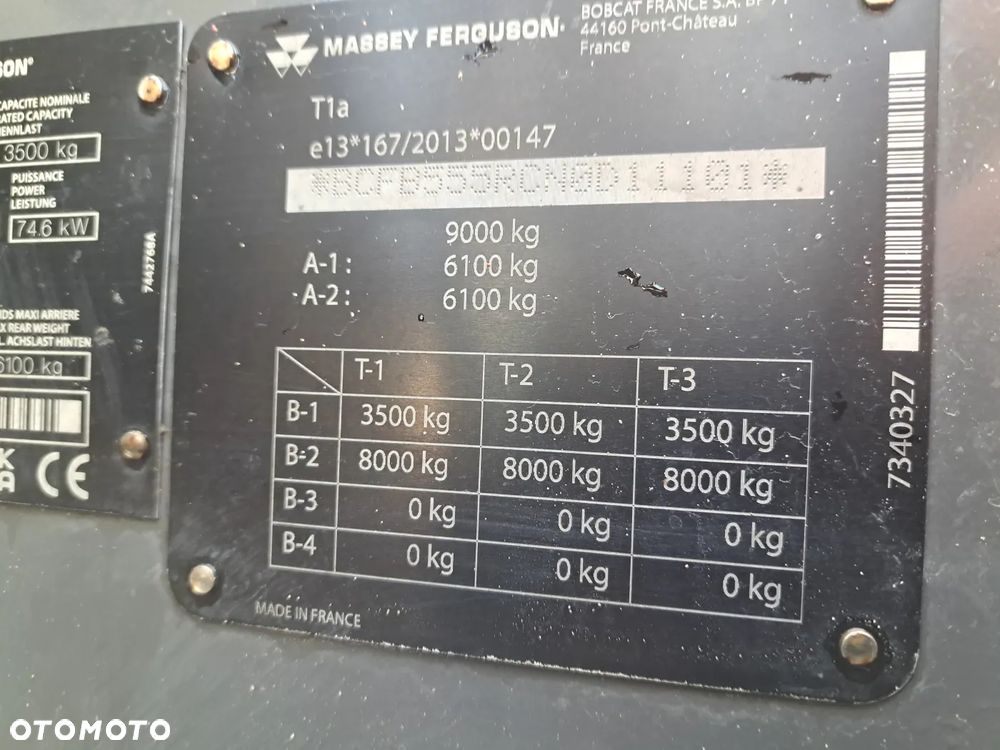 SON®
CAPACITE NOMINALE
RATED CAPACITY
NENNLAST
3500 kg
PUISSANCE
POWER
LEISTUNG
74.6 kW
7442766A
IDS MAXI ARRIERE
X REAR WEIGHT
L. ACHSLAST HINTEN
6100 kg
CE
MASSEY FERGUSON®
BOBCAT FRANCE S.A. BP 71
44160 Pont-Château
France
T1a
e13*167/2013*00147
9000 kg
A-1: 6100 kg
A-2: 6100 kg
T-1 T-2 T-3
B-1 3500 kg 3500 kg 3500 kg
B-2 8000 kg 8000 kg 8000 kg
B-3 0 kg 0 kg 0 kg
B-4 0 kg 0 kg 0 kg
MADE IN FRANCE
7340327
OTOMOTO